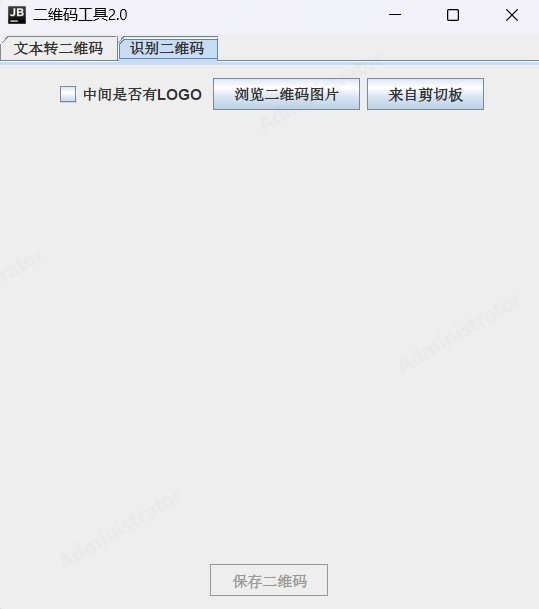 JB 二维码工具2.0
文本转二维码 识别二维码
中间是否有LOGO 浏览二维码图片 来自剪切板
Administrator
Administrator
Administrator
保存二维码